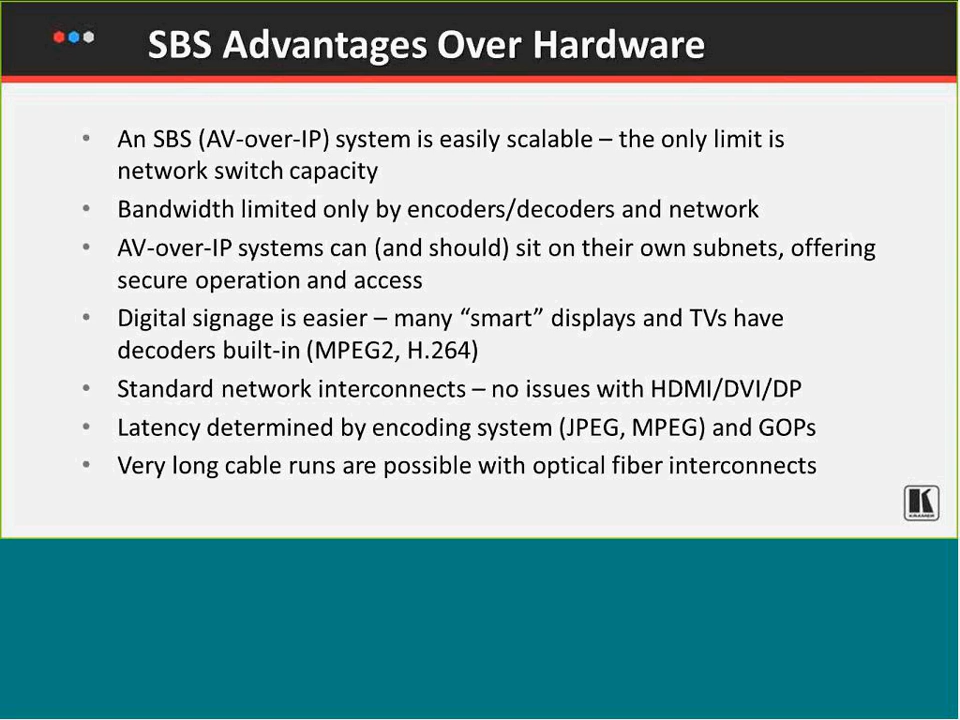 SBS Advantages Over Hardware
• An SBS (AV-over-IP) system is easily scalable – the only limit is
network switch capacity
• Bandwidth limited only by encoders/decoders and network
• AV-over-IP systems can (and should) sit on their own subnets, offering
secure operation and access
• Digital signage is easier – many “smart” displays and TVs have
decoders built-in (MPEG2, H.264)
• Standard network interconnects – no issues with HDMI/DVI/DP
• Latency determined by encoding system (JPEG, MPEG) and GOPs
• Very long cable runs are possible with optical fiber interconnects
K
KRAMER